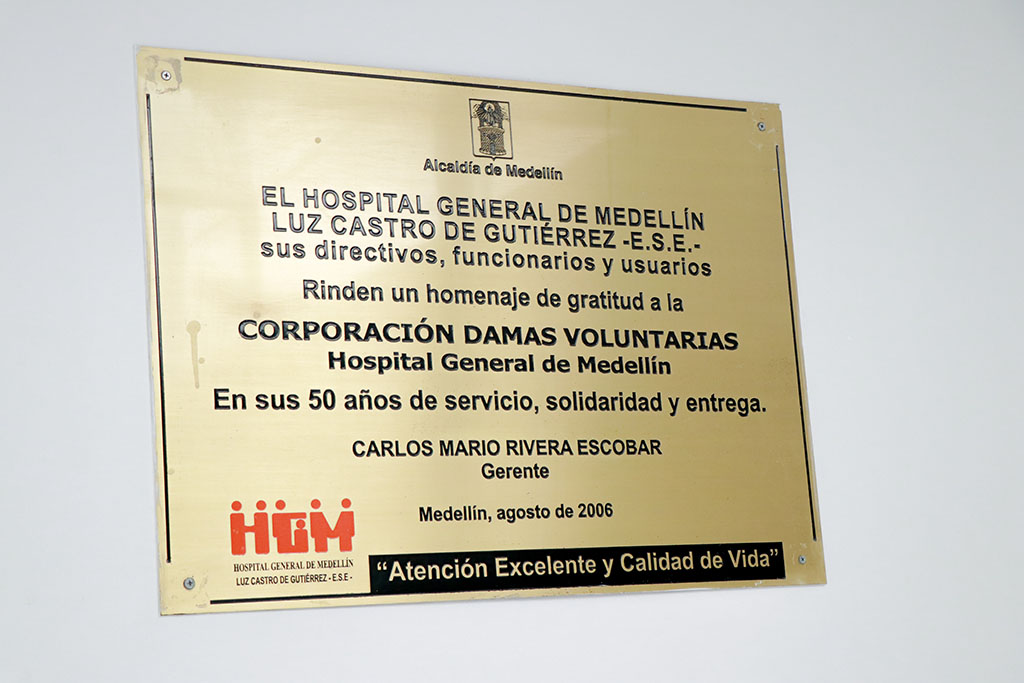 Alcaldía de Medellín
EL HOSPITAL GENERAL DE MEDELLÍN
LUZ CASTRO DE GUTIÉRREZ -E.S.E.-
sus directivos, funcionarios y usuarios
Rinden un homenaje de gratitud a la
CORPORACIÓN DAMAS VOLUNTARIAS
Hospital General de Medellín
En sus 50 años de servicio, solidaridad y entrega.
CARLOS MARIO RIVERA ESCOBAR
Gerente
Medellín, agosto de 2006
HGM
HOSPITAL GENERAL DE MEDELLÍN
LUZ CASTRO DE GUTIÉRREZ - E.S.E -
“Atención Excelente y Calidad de Vida”